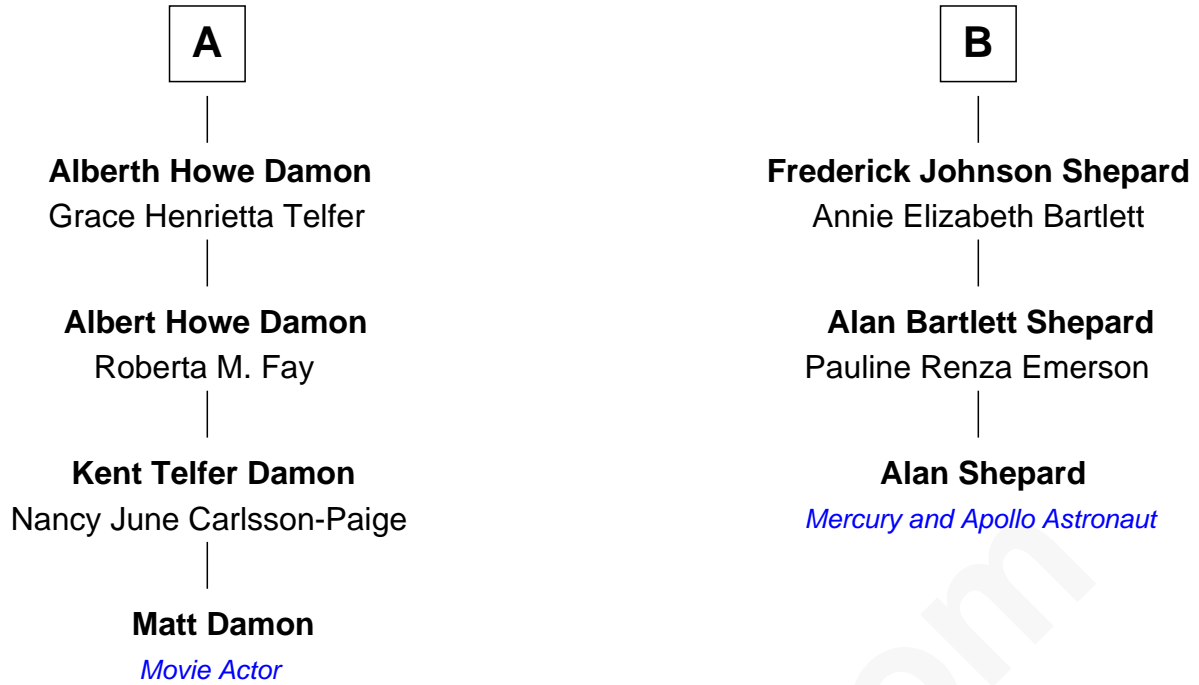 A
Alberth Howe Damon
Grace Henrietta Telfer
Albert Howe Damon
Roberta M. Fay
Kent Telfer Damon
Nancy June Carlsson-Paige
Matt Damon
Movie Actor
B
Frederick Johnson Shepard
Annie Elizabeth Bartlett
Alan Bartlett Shepard
Pauline Renza Emerson
Alan Shepard
Mercury and Apollo Astronaut
om